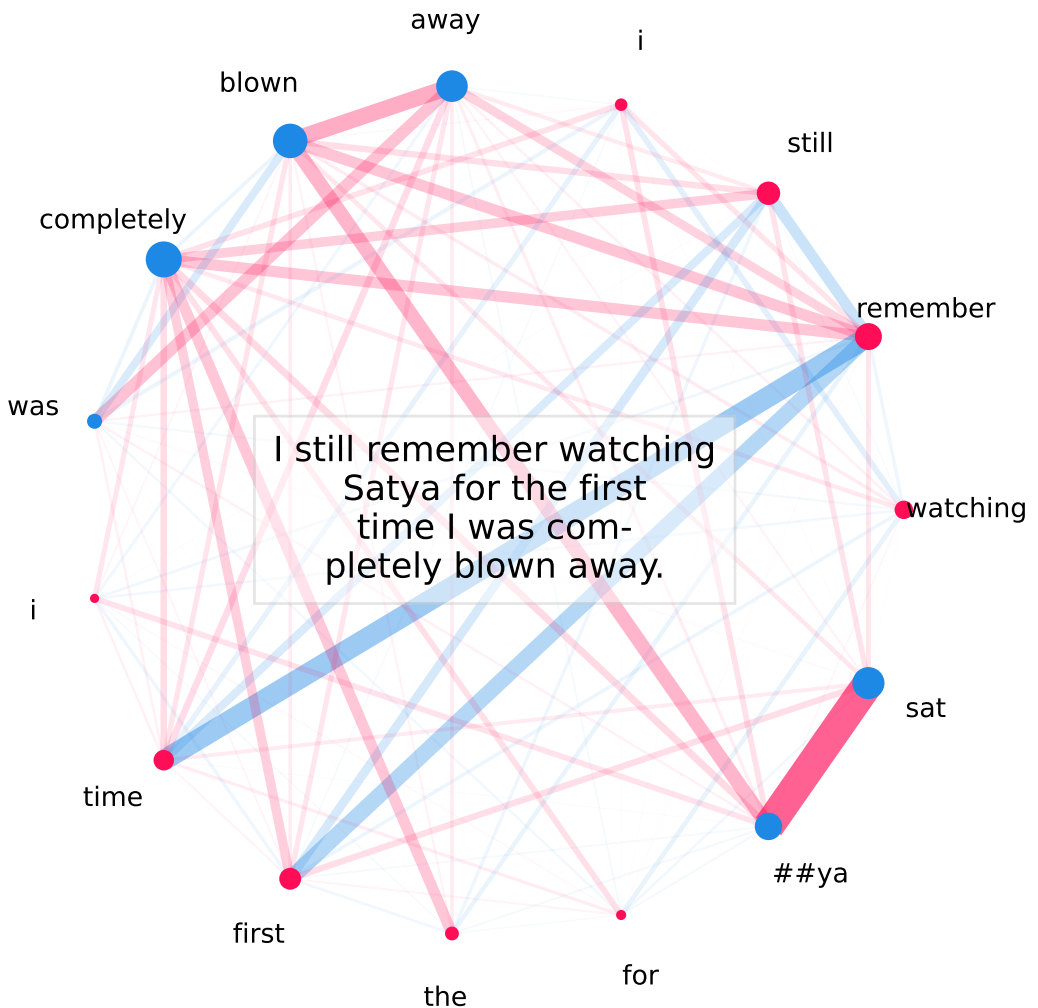 away
i
blown
still
completely
remember
was
I still remember watching
Satya for the first
time I was com-
pletely blown away.
watching
i
sat
time
##ya
first
for
the